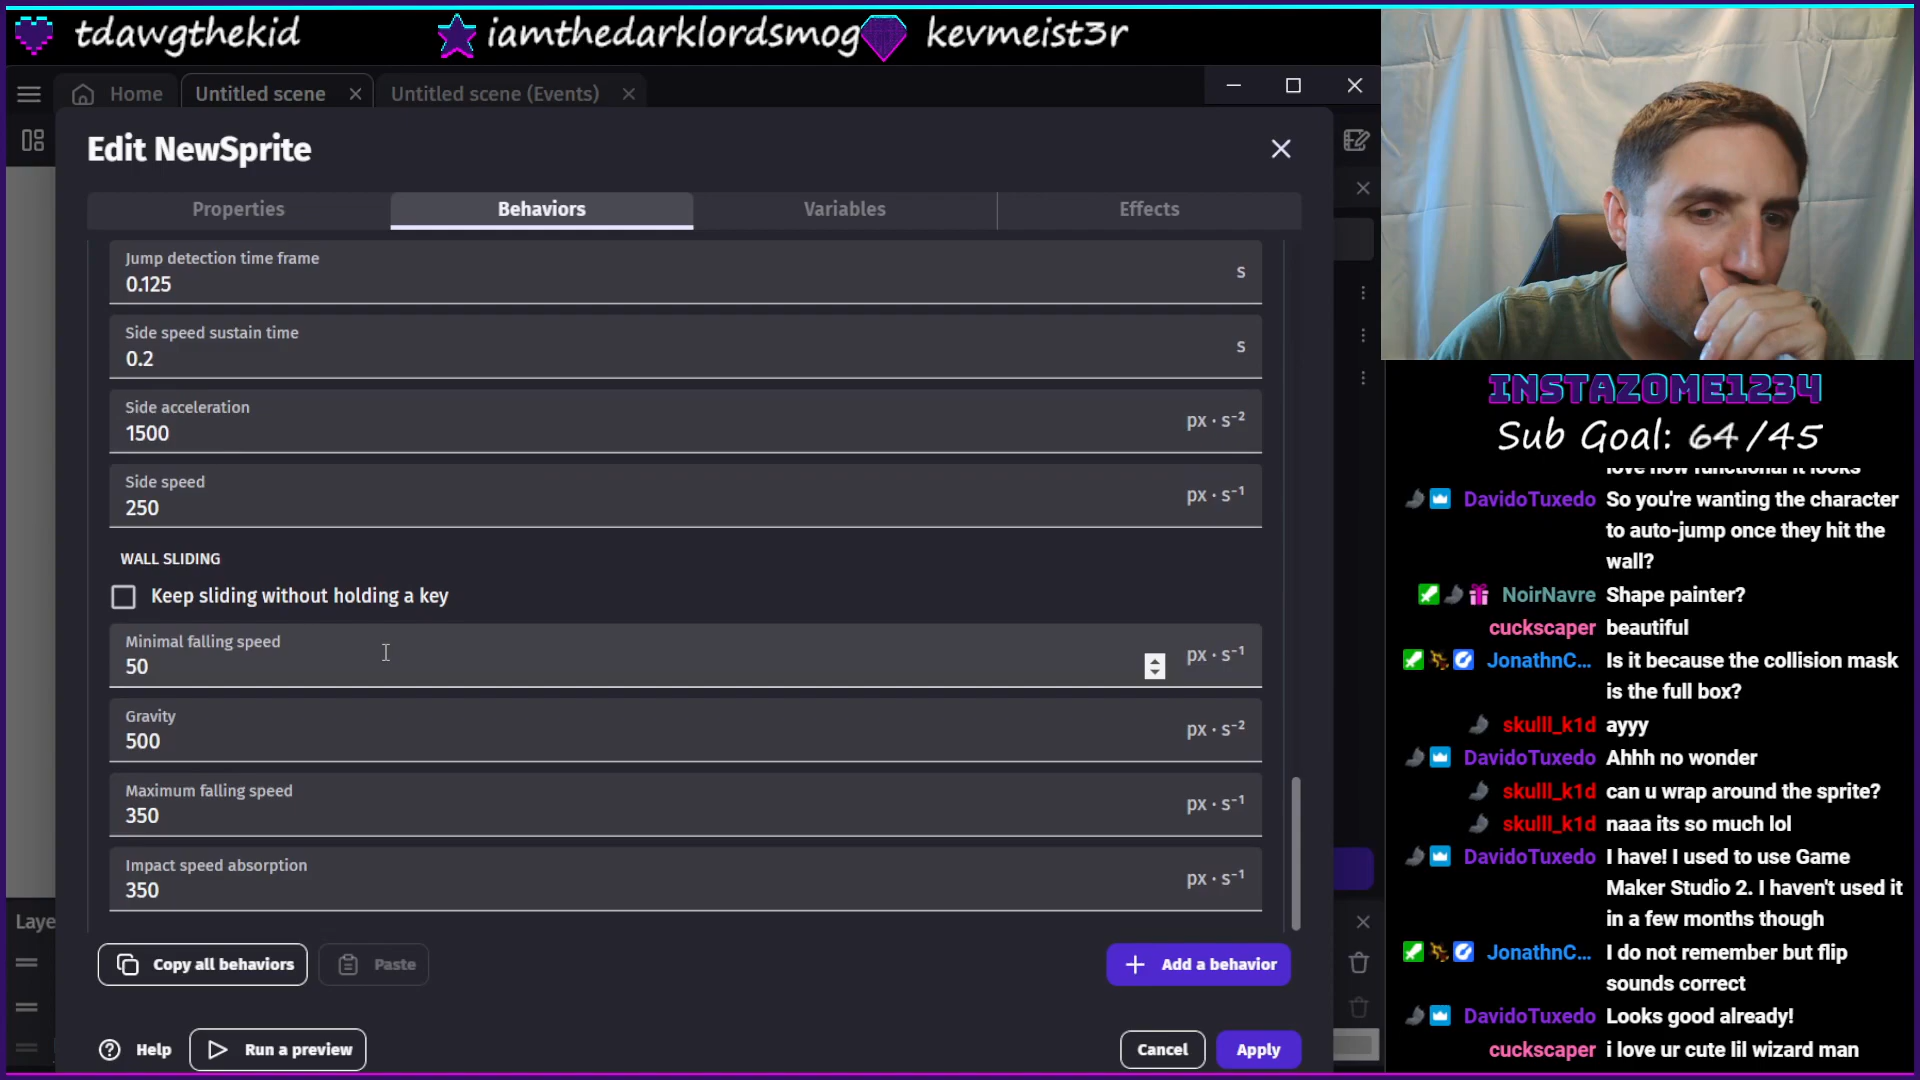 tdawgthekid
iamthedarklordsmog
kevmeist3r
Home
Untitled scene
Untitled scene (Events)
Edit NewSprite
Properties
Behaviors
Variables
Effects
Jump detection time frame
0.125
s
Side speed sustain time
0.2
s
Side acceleration
1500
px · s⁻²
Side speed
250
px · s⁻¹
WALL SLIDING
Keep sliding without holding a key
Minimal falling speed
50
px · s⁻¹
Gravity
500
px · s⁻²
Maximum falling speed
350
px · s⁻¹
Impact speed absorption
350
px · s⁻¹
Laye
Copy all behaviors
Paste
+ Add a behavior
Help
Run a preview
Cancel
Apply
INSTAZOME1234
Sub Goal: 64/45
love how functional it looks
DavidoTuxedo So you're wanting the character
to auto-jump once they hit the
wall?
NoirNavre Shape painter?
cuckscaper beautiful
JonathnC... Is it because the collision mask
is the full box?
skulll_k1d ayyy
DavidoTuxedo Ahhh no wonder
skulll_k1d can u wrap around the sprite?
skulll_k1d naaa its so much lol
DavidoTuxedo I have! I used to use Game
Maker Studio 2. I haven't used it
in a few months though
JonathnC... I do not remember but flip
sounds correct
DavidoTuxedo Looks good already!
cuckscaper i love ur cute lil wizard man